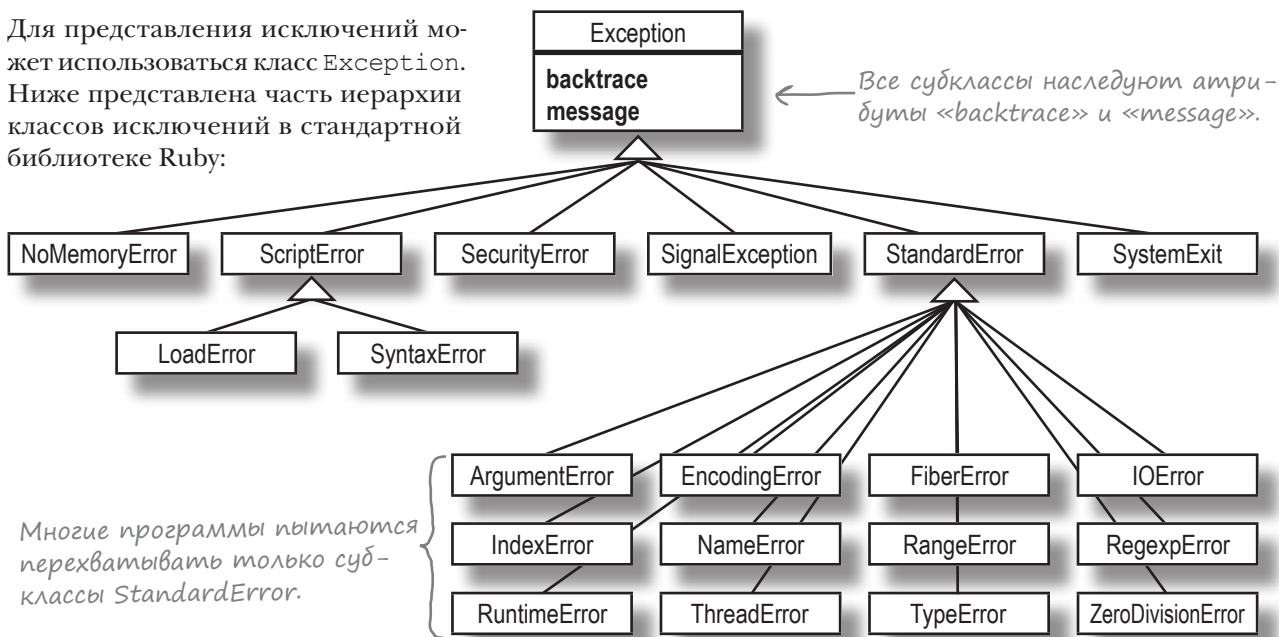 Для представления исключений мо-
жет использоваться класс Exception.
Ниже представлена часть иерархии
классов исключений в стандартной
библиотеке Ruby:
Exception
backtrace
message
Все субклассы наследуют атри-
буты «backtrace» и «message».
NoMemoryError
ScriptError
SecurityError
SignalException
StandardError
SystemExit
LoadError
SyntaxError
Многие программы пытаются
перехватывать только суб-
классы StandardError.
ArgumentError
EncodingError
FiberError
IOError
IndexError
NameError
RangeError
RegexpError
RuntimeError
ThreadError
TypeError
ZeroDivisionError